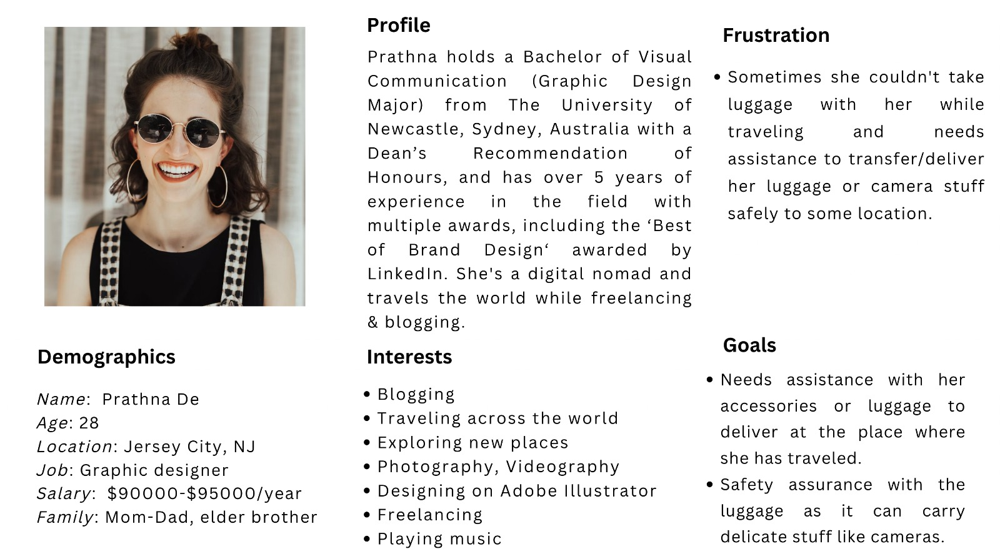 Profile
Prathna holds a Bachelor of Visual
Communication (Graphic Design
Major) from The University of
Newcastle, Sydney, Australia with a
Dean’s Recommendation of
Honours, and has over 5 years of
experience in the field with
multiple awards, including the ‘Best
of Brand Design‘ awarded by
LinkedIn. She's a digital nomad and
travels the world while freelancing
& blogging.
Frustration
• Sometimes she couldn't take
luggage with her while
traveling and needs
assistance to transfer/deliver
her luggage or camera stuff
safely to some location.
Demographics
Name: Prathna De
Age: 28
Location: Jersey City, NJ
Job: Graphic designer
Salary: $90000-$95000/year
Family: Mom-Dad, elder brother
Interests
• Blogging
• Traveling across the world
• Exploring new places
• Photography, Videography
• Designing on Adobe Illustrator
• Freelancing
• Playing music
Goals
• Needs assistance with her
accessories or luggage to
deliver at the place where
she has traveled.
• Safety assurance with the
luggage as it can carry
delicate stuff like cameras.